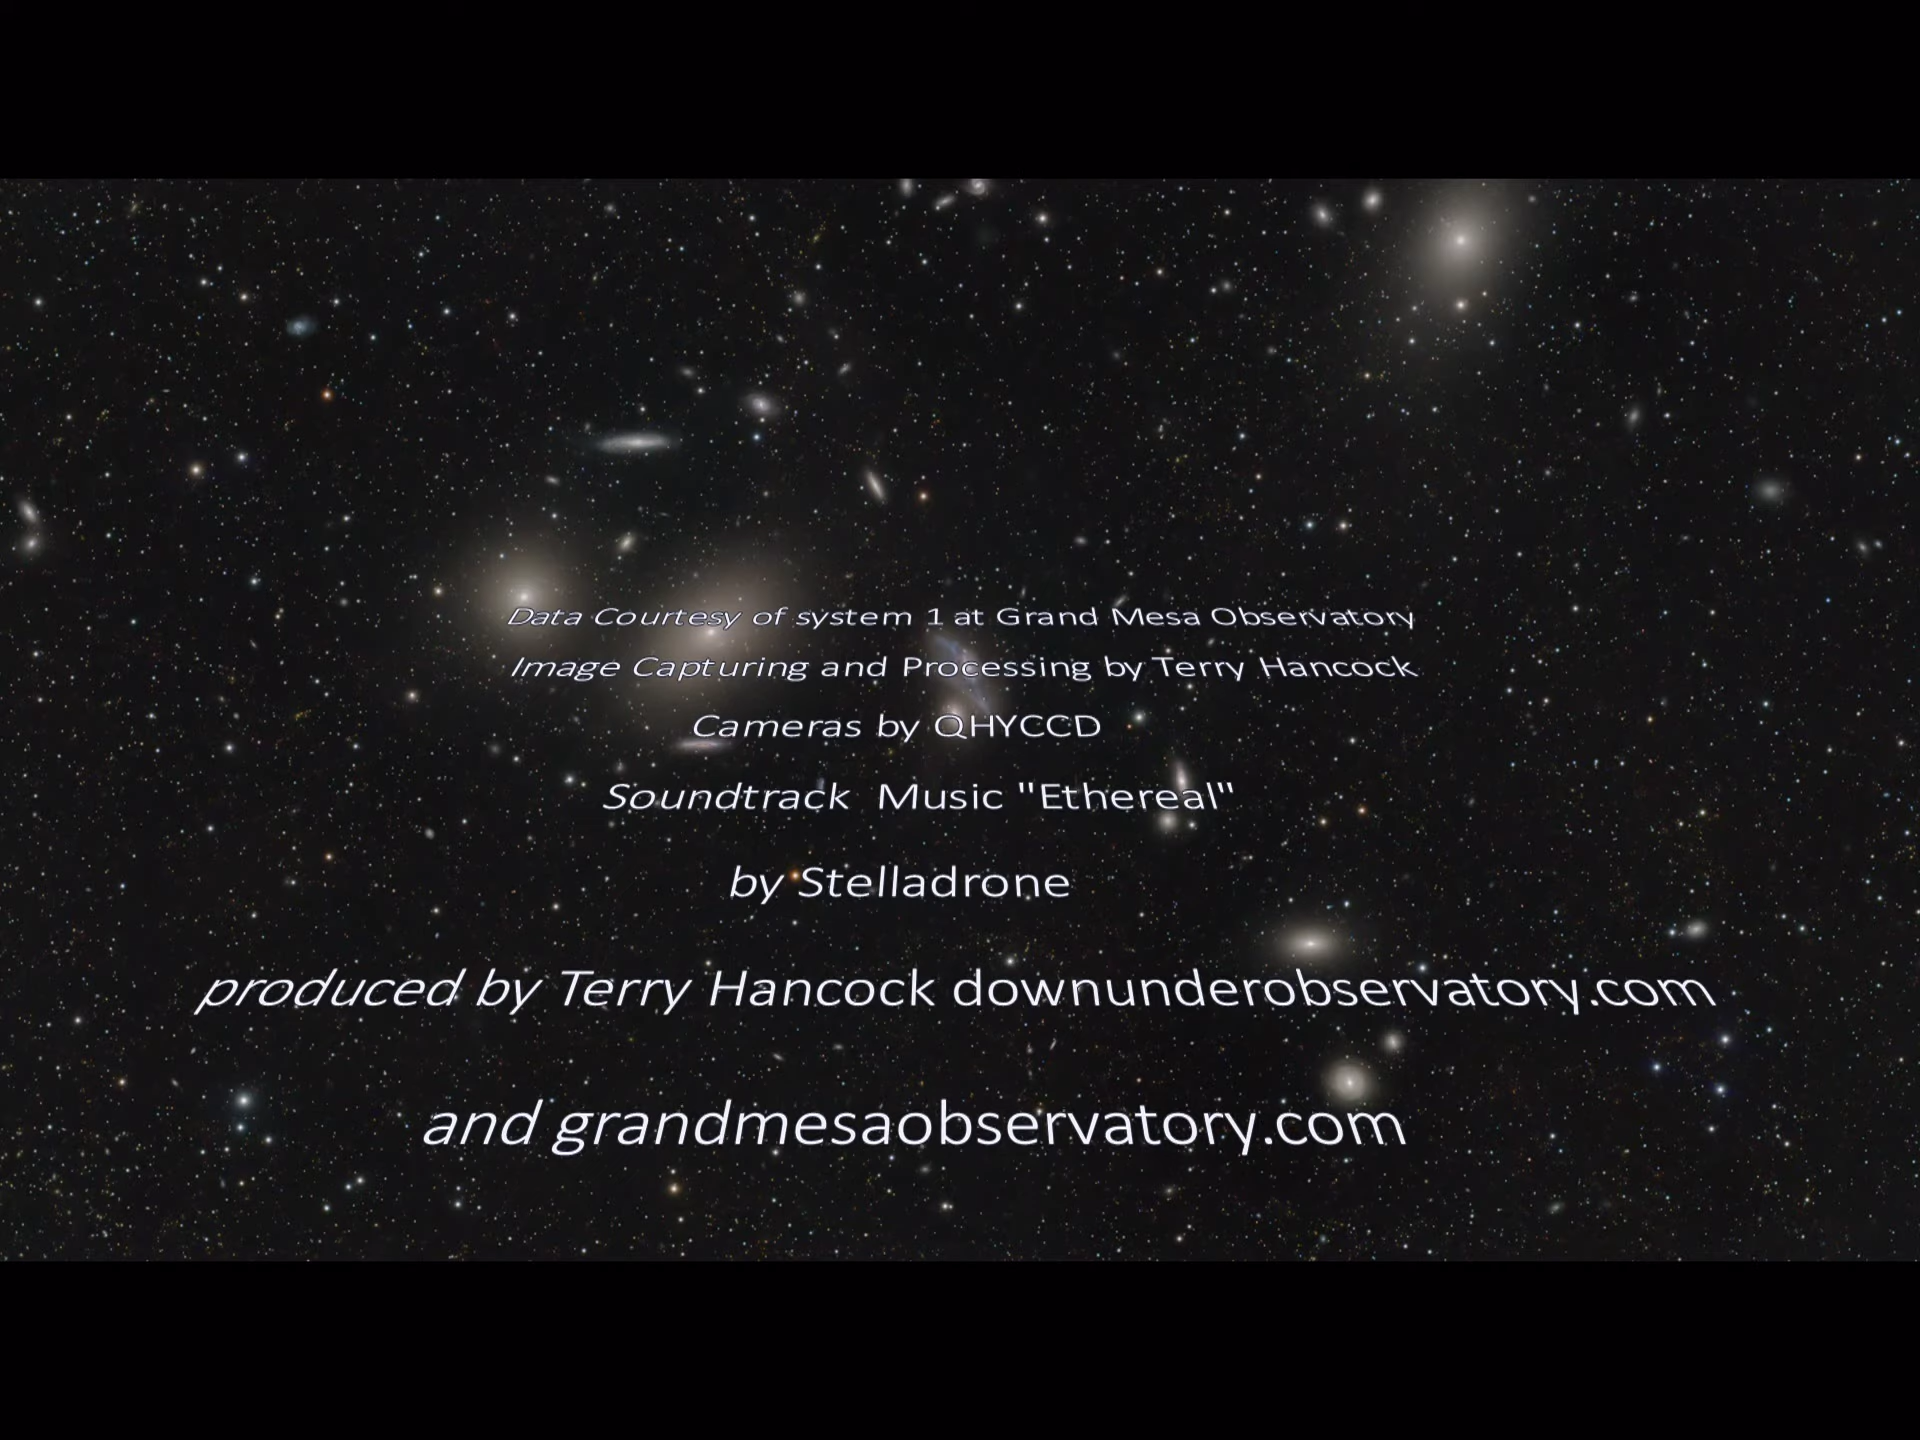 Data Courtesy of system 1 at Grand Mesa Observatory
Image Capturing and Processing by Terry Hancock
Cameras by QHYCCD
Soundtrack  Music "Ethereal"
by Stelladrone
produced by Terry Hancock downunderobservatory.com
and grandmesaobservatory.com